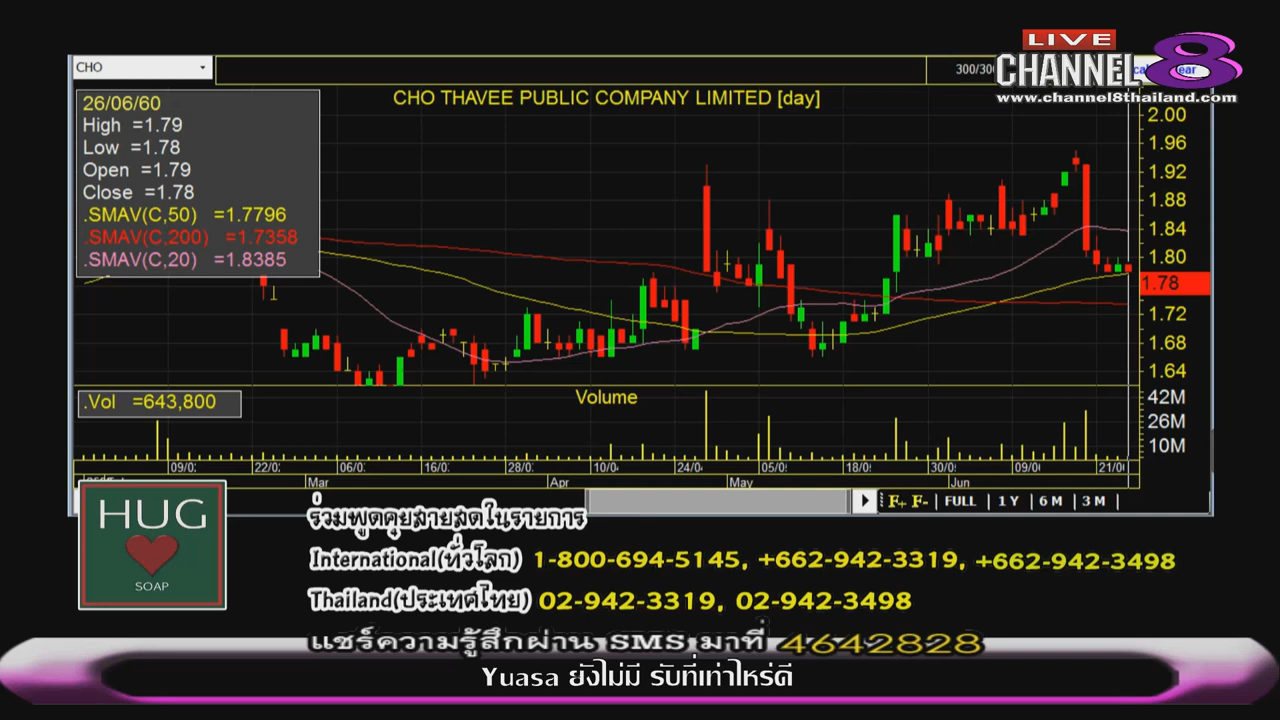 LIVE
CHANNEL 8
www.channel8thailand.com
CHO
300/300
CHO THAVEE PUBLIC COMPANY LIMITED [day]
26/06/60
High =1.79
Low =1.78
Open =1.79
Close =1.78
.SMAV(C,50) =1.7796
.SMAV(C,200) =1.7358
.SMAV(C,20) =1.8385
2.00
1.96
1.92
1.88
1.84
1.80
1.78
1.72
1.68
1.64
.Vol =643,800
Volume
42M
26M
10M
09/0 22/0 06/0 16/0 28/0 10/0 24/0 05/0 18/0 30/0 09/0 21/0
Mar Apr May Jun
F+ F- | FULL | 1 Y | 6 M | 3 M |
HUG
SOAP
ร่วมพูดคุยสายสดในรายการ
International(ทั่วโลก) 1-800-694-5145, +662-942-3319, +662-942-3498
Thailand(ประเทศไทย) 02-942-3319, 02-942-3498
แชร์ความรู้สึกผ่าน SMS มาที่ 4642828
Yuasa ยังไม่มี รับที่เท่าไหร่ดี